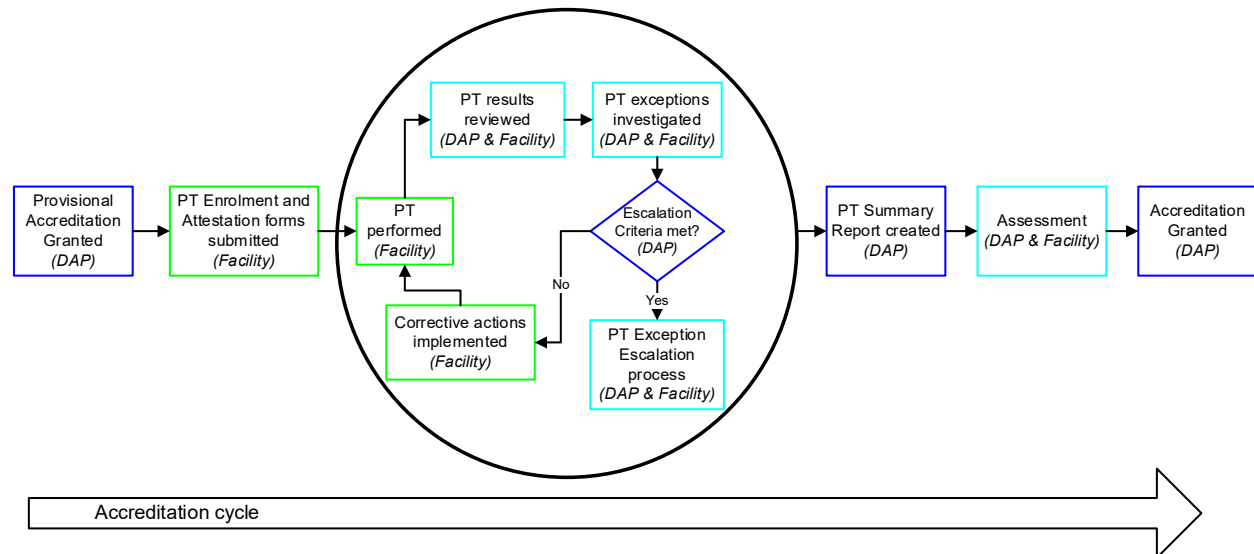 Provisional
Accreditation
Granted
(DAP)
PT Enrolment and
Attestation forms
submitted
(Facility)
PT
performed
(Facility)
PT results
reviewed
(DAP & Facility)
PT exceptions
investigated
(DAP & Facility)
Escalation
Criteria met?
(DAP)
No
Yes
Corrective actions
implemented
(Facility)
PT Exception
Escalation
process
(DAP & Facility)
PT Summary
Report created
(DAP)
Assessment
(DAP & Facility)
Accreditation
Granted
(DAP)
Accreditation cycle